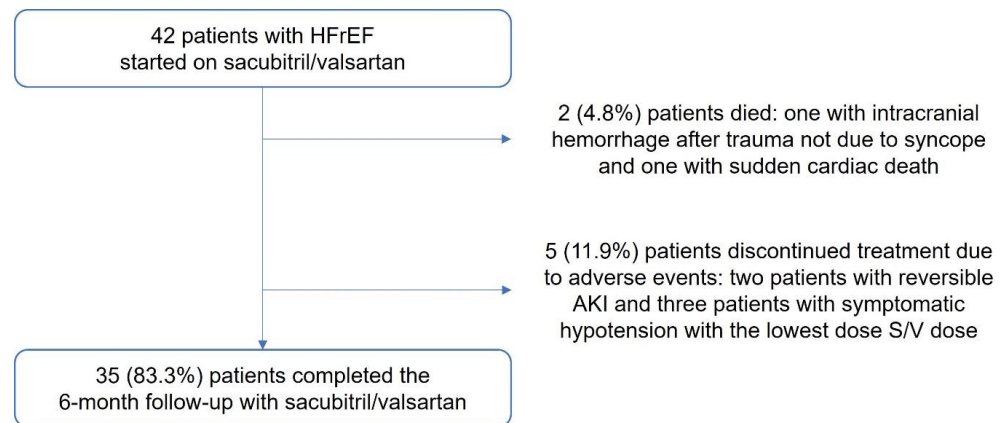 42 patients with HFrEF
started on sacubitril/valsartan
2 (4.8%) patients died: one with intracranial
hemorrhage after trauma not due to syncope
and one with sudden cardiac death
5 (11.9%) patients discontinued treatment due
to adverse events: two patients with reversible
AKI and three patients with symptomatic
hypotension with the lowest dose S/V dose
35 (83.3%) patients completed the
6-month follow-up with sacubitril/valsartan